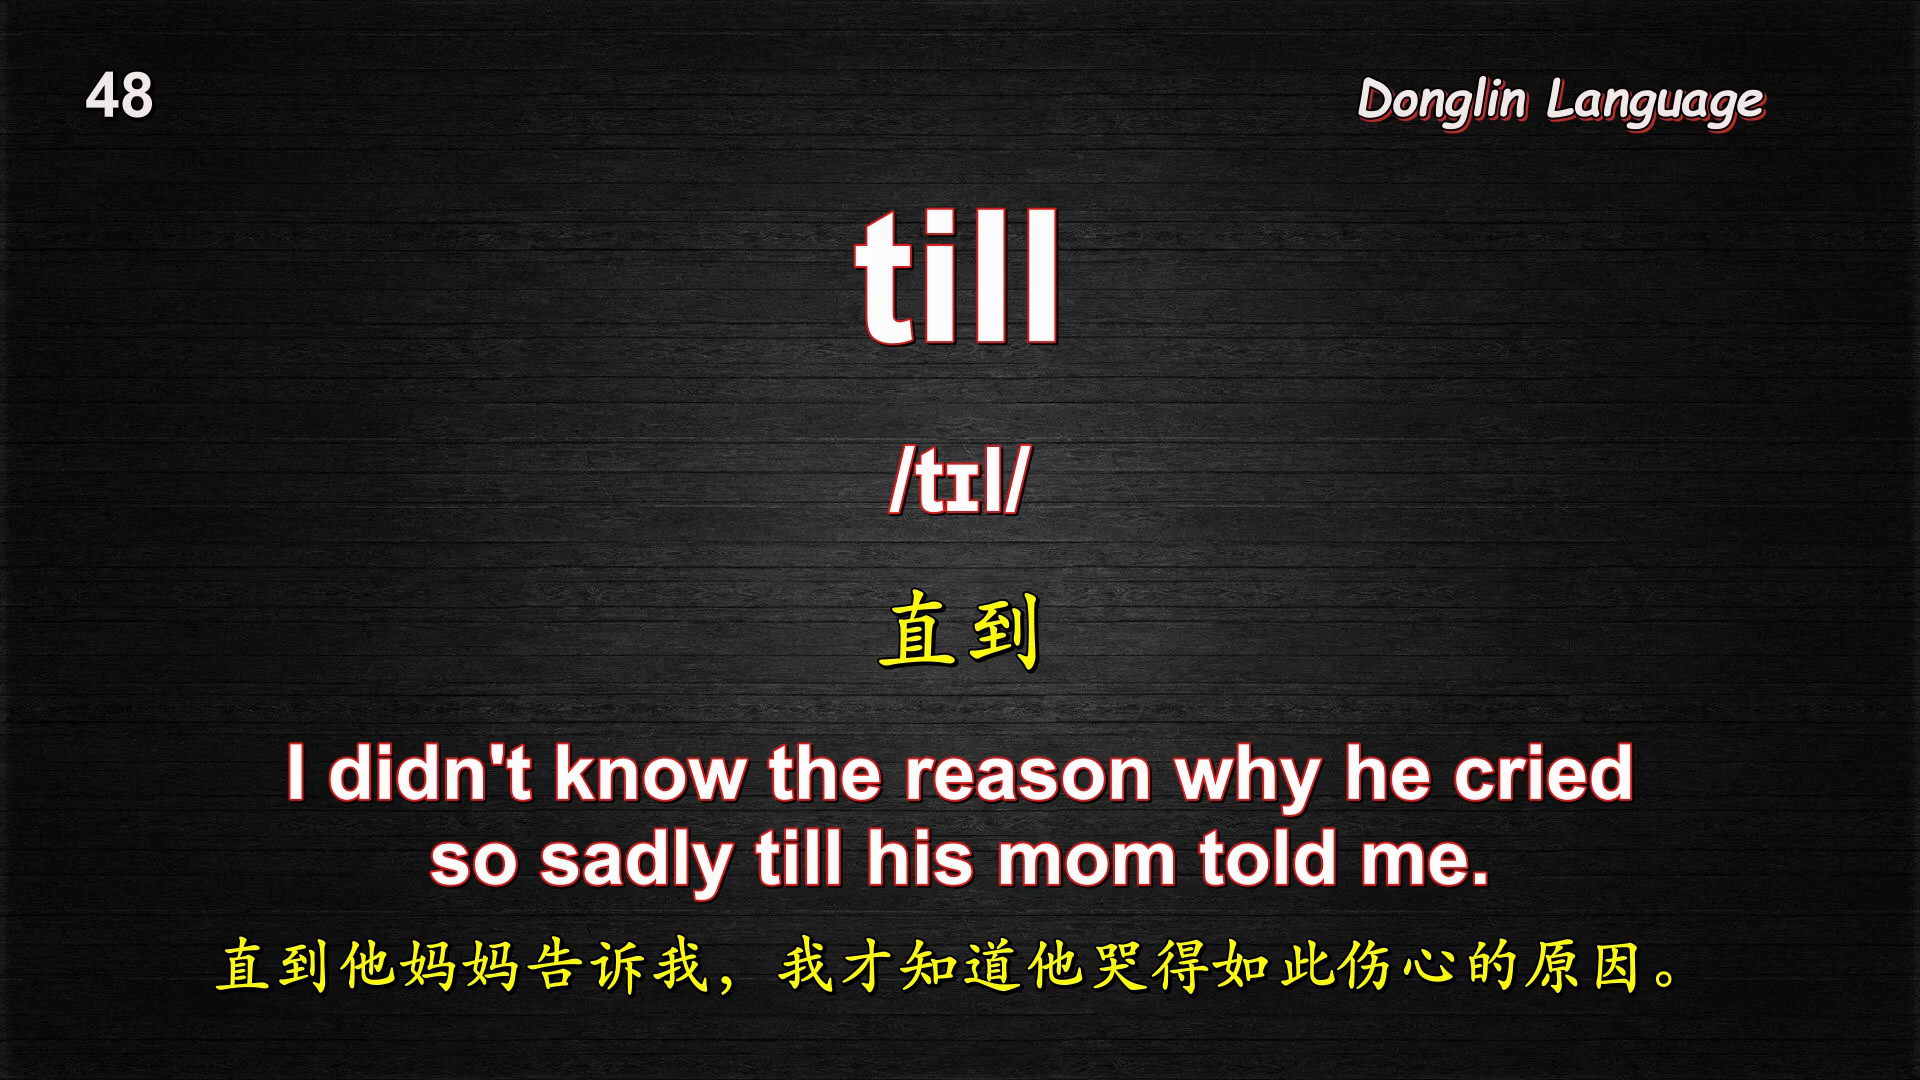 48
Donglin Language
till
/tɪl/
直到
I didn't know the reason why he cried
so sadly till his mom told me.
直到他妈妈告诉我，我才知道他哭得如此伤心的原因。